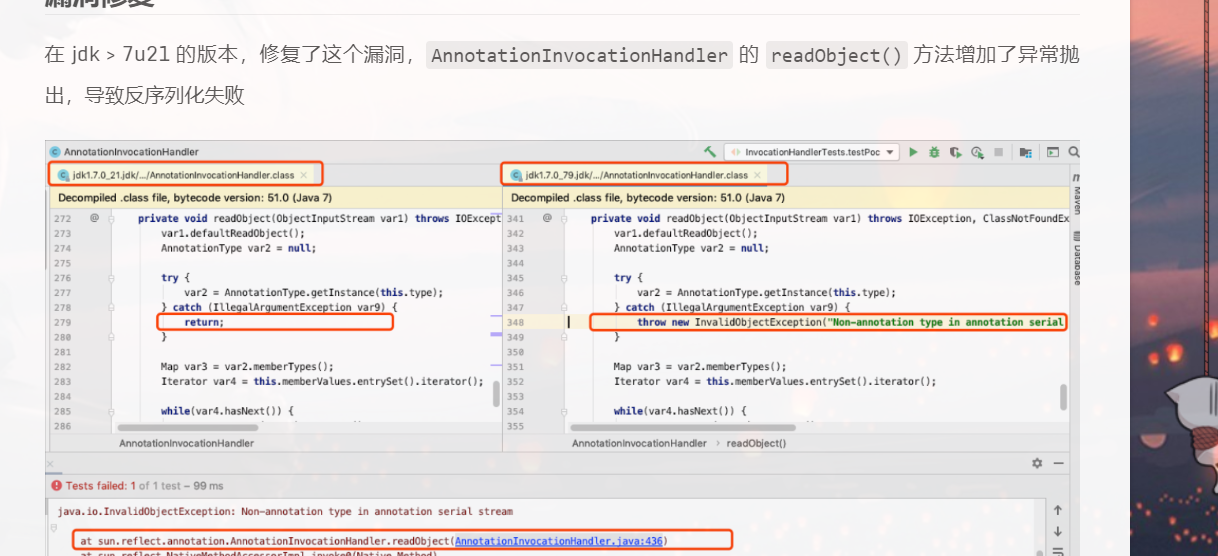 漏洞修复
在 jdk > 7u21 的版本，修复了这个漏洞， AnnotationInvocationHandler 的 readObject() 方法增加了异常抛
出，导致反序列化失败
AnnotationInvocationHandler
InvocationHandlerTests.testPoc
jdk1.7.0_21.jdk/.../AnnotationInvocationHandler.class
jdk1.7.0_79.jdk/.../AnnotationInvocationHandler.class
Decompiled .class file, bytecode version: 51.0 (Java 7)
272 @ private void readObject(ObjectInputStream var1) throws IOExcept
273 var1.defaultReadObject();
274 AnnotationType var2 = null;
275
276 try {
277 var2 = AnnotationType.getInstance(this.type);
278 } catch (IllegalArgumentException var9) {
279 return;
280 }
281
282 Map var3 = var2.memberTypes();
283 Iterator var4 = this.memberValues.entrySet().iterator();
284
285 while(var4.hasNext()) {
286
AnnotationInvocationHandler
Decompiled .class file, bytecode version: 51.0 (Java 7)
341 @ private void readObject(ObjectInputStream var1) throws IOException, ClassNotFoundEx
342 var1.defaultReadObject();
343 AnnotationType var2 = null;
344
345 try {
346 var2 = AnnotationType.getInstance(this.type);
347 } catch (IllegalArgumentException var9) {
348 throw new InvalidObjectException("Non-annotation type in annotation serial
349 }
350
351 Map var3 = var2.memberTypes();
352 Iterator var4 = this.memberValues.entrySet().iterator();
353
354 while(var4.hasNext()) {
355
AnnotationInvocationHandler › readObject()
m
Maven
Database
Tests failed: 1 of 1 test – 99 ms
java.io.InvalidObjectException: Non-annotation type in annotation serial stream
at sun.reflect.annotation.AnnotationInvocationHandler.readObject(AnnotationInvocationHandler.java:436)
at sun.reflect.NativeMethodAccessorImpl.invoke0(Native Method)